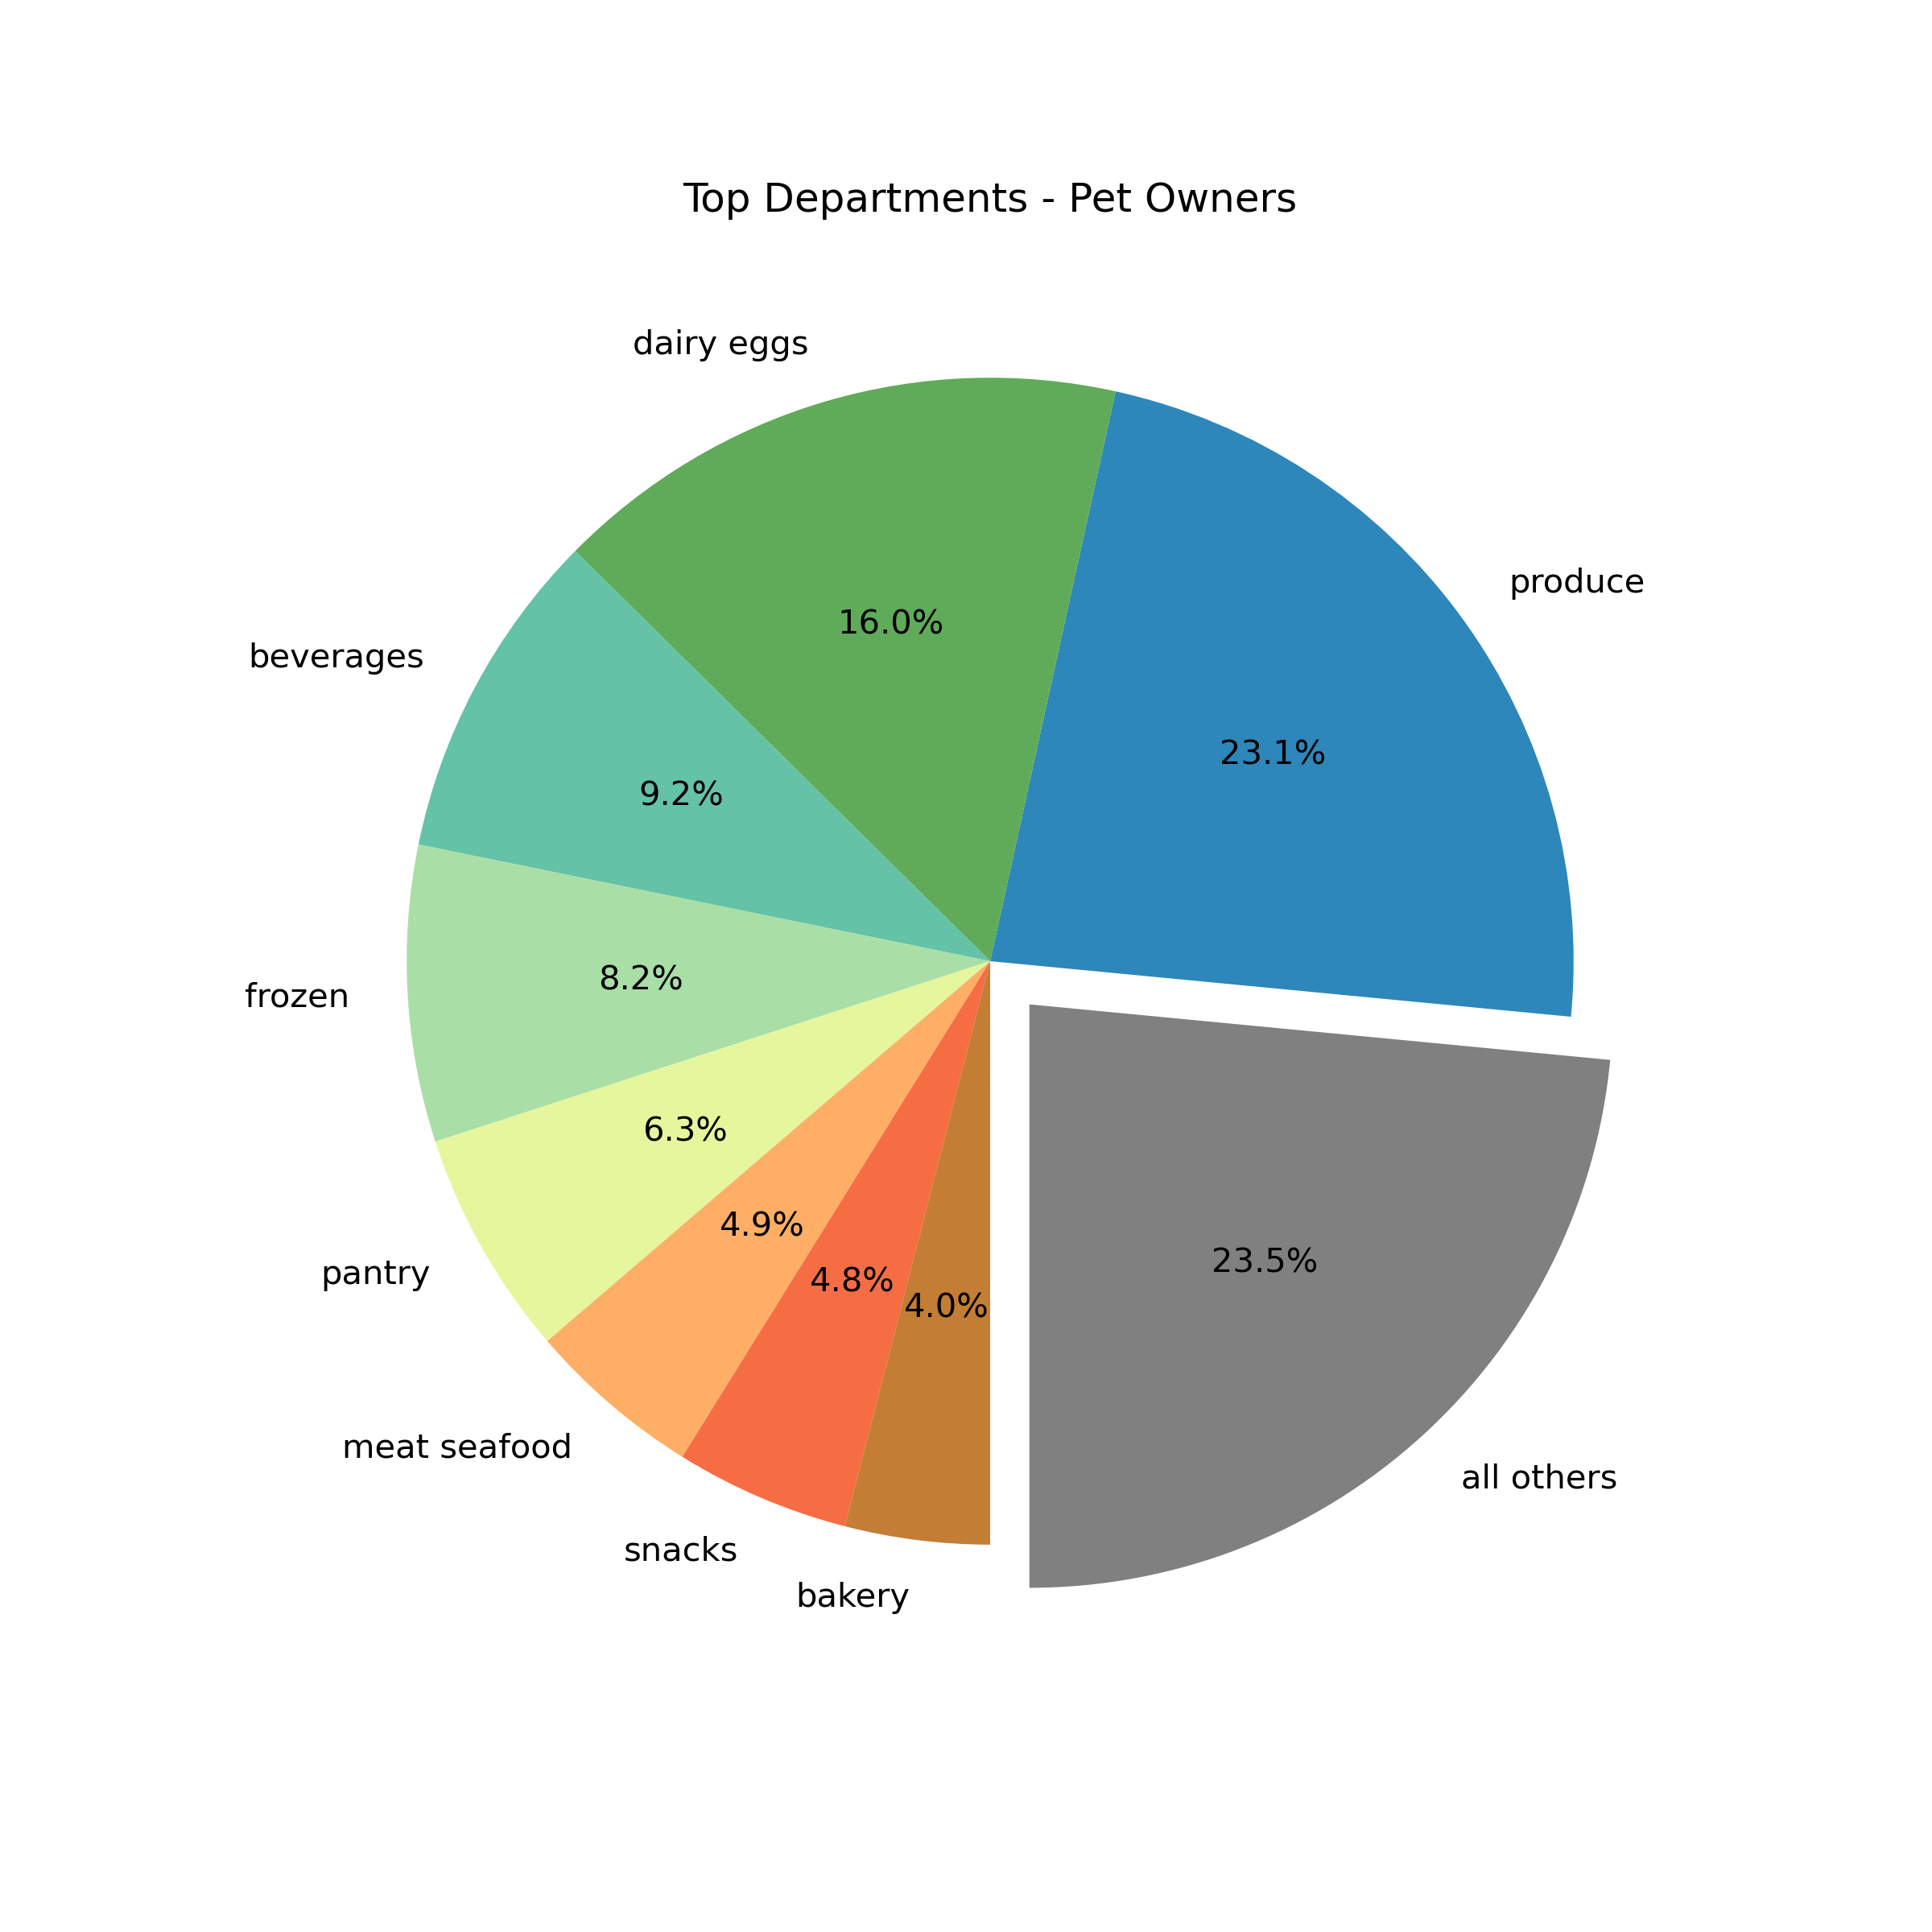 Top Departments - Pet Owners
dairy eggs
produce
16.0%
beverages
23.1%
9.2%
frozen
8.2%
6.3%
4.9%
pantry
4.8%
4.0%
23.5%
meat seafood
all others
snacks
bakery